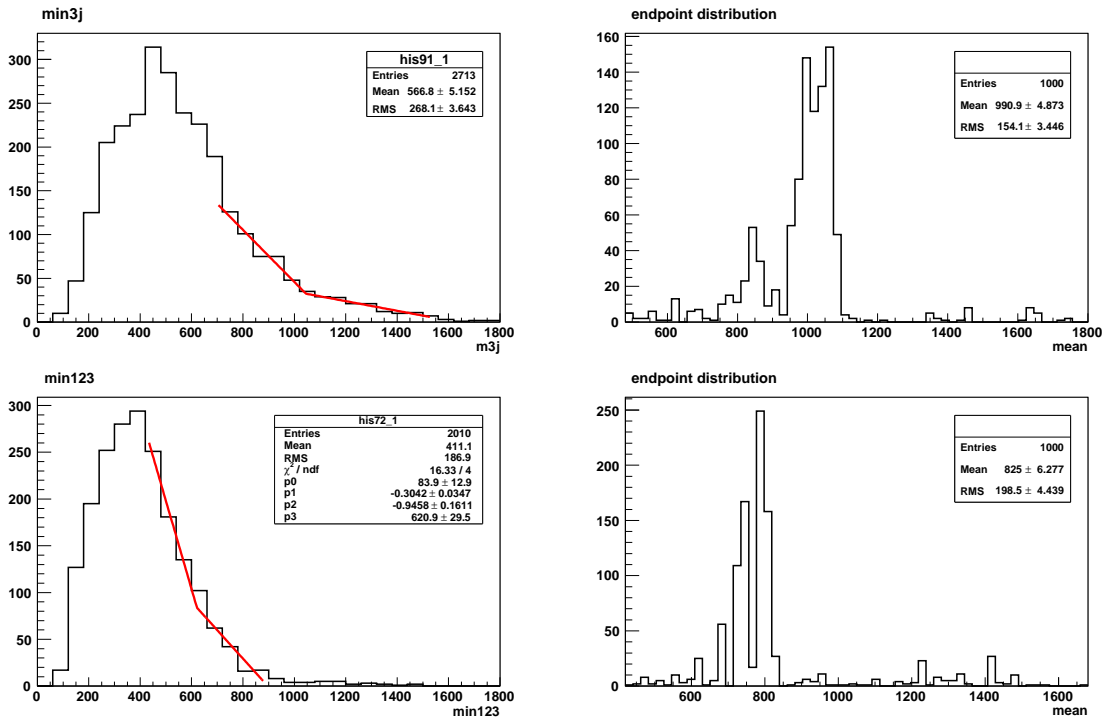 min3j
his91_1
Entries 2713
Mean 566.8 ± 5.152
RMS 268.1 ± 3.643
300
250
200
150
100
50
0
0 200 400 600 800 1000 1200 1400 1600 1800
m3j
endpoint distribution
Entries 1000
Mean 990.9 ± 4.873
RMS 154.1 ± 3.446
160
140
120
100
80
60
40
20
0
600 800 1000 1200 1400 1600 1800
mean
min123
his72_1
Entries 2010
Mean 411.1
RMS 186.9
χ² / ndf 16.33 / 4
p0 83.9 ± 12.9
p1 -0.3042 ± 0.0347
p2 -0.9458 ± 0.1611
p3 620.9 ± 29.5
300
250
200
150
100
50
0
0 200 400 600 800 1000 1200 1400 1600 1800
min123
endpoint distribution
Entries 1000
Mean 825 ± 6.277
RMS 198.5 ± 4.439
250
200
150
100
50
0
600 800 1000 1200 1400 1600
mean